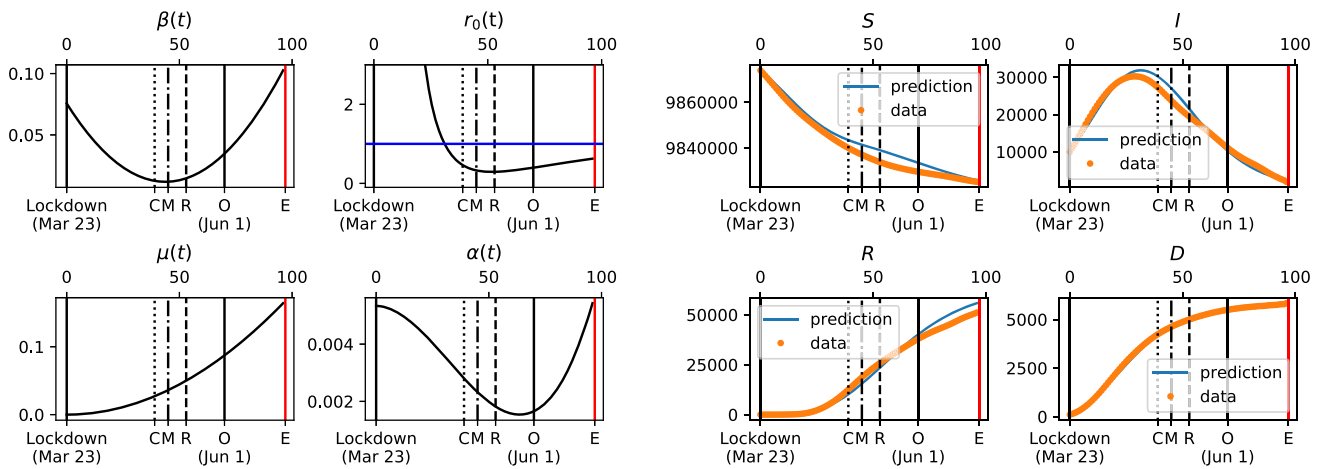 β(t)
0 50 100
0.10
0.05
Lockdown CM R O E
(Mar 23) (Jun 1)
r₀(t)
0 50 100
2
0
Lockdown CM R O E
(Mar 23) (Jun 1)
S
0 50 100
9860000
9840000
prediction
data
Lockdown CM R O E
(Mar 23) (Jun 1)
I
0 50 100
30000
20000
10000
prediction
data
Lockdown CM R O E
(Mar 23) (Jun 1)
μ(t)
0 50 100
0.1
0.0
Lockdown CM R O E
(Mar 23) (Jun 1)
α(t)
0 50 100
0.004
0.002
Lockdown CM R O E
(Mar 23) (Jun 1)
R
0 50 100
50000
25000
0
prediction
data
Lockdown CM R O E
(Mar 23) (Jun 1)
D
0 50 100
5000
2500
0
prediction
data
Lockdown CM R O E
(Mar 23) (Jun 1)